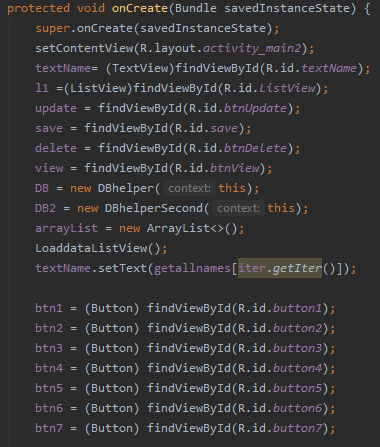 protected void onCreate(Bundle savedInstanceState) {
super.onCreate(savedInstanceState);
setContentView(R.layout.activity_main2);
textName= (TextView)findViewById(R.id.textName);
l1 =(ListView)findViewById(R.id.ListView);
update = findViewById(R.id.btnUpdate);
save = findViewById(R.id.save);
delete = findViewById(R.id.btnDelete);
view = findViewById(R.id.btnView);
DB = new DBhelper( context: this);
DB2 = new DBhelperSecond( context: this);
arrayList = new ArrayList<>();
LoaddataListView();
textName.setText(getallnames[iter.getIter()]);
btn1 = (Button) findViewById(R.id.button1);
btn2 = (Button) findViewById(R.id.button2);
btn3 = (Button) findViewById(R.id.button3);
btn4 = (Button) findViewById(R.id.button4);
btn5 = (Button) findViewById(R.id.button5);
btn6 = (Button) findViewById(R.id.button6);
btn7 = (Button) findViewById(R.id.button7);